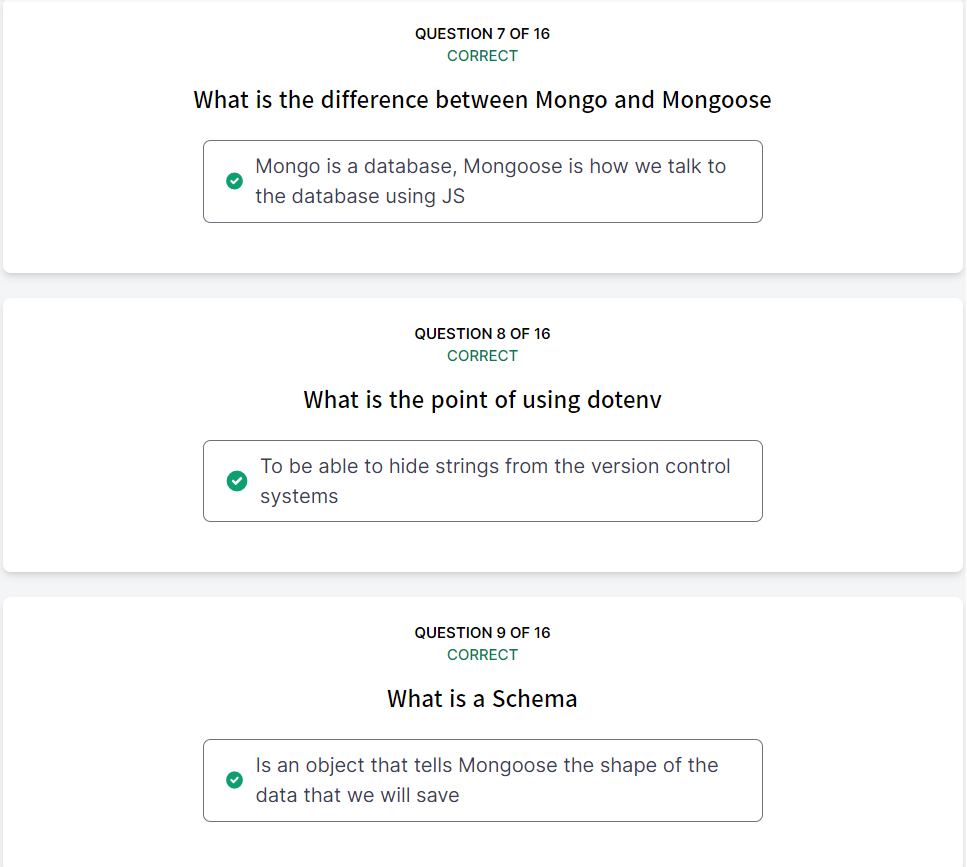 QUESTION 7 OF 16
CORRECT
What is the difference between Mongo and Mongoose
Mongo is a database, Mongoose is how we talk to
the database using JS
QUESTION 8 OF 16
CORRECT
What is the point of using dotenv
To be able to hide strings from the version control
systems
QUESTION 9 OF 16
CORRECT
What is a Schema
Is an object that tells Mongoose the shape of the
data that we will save